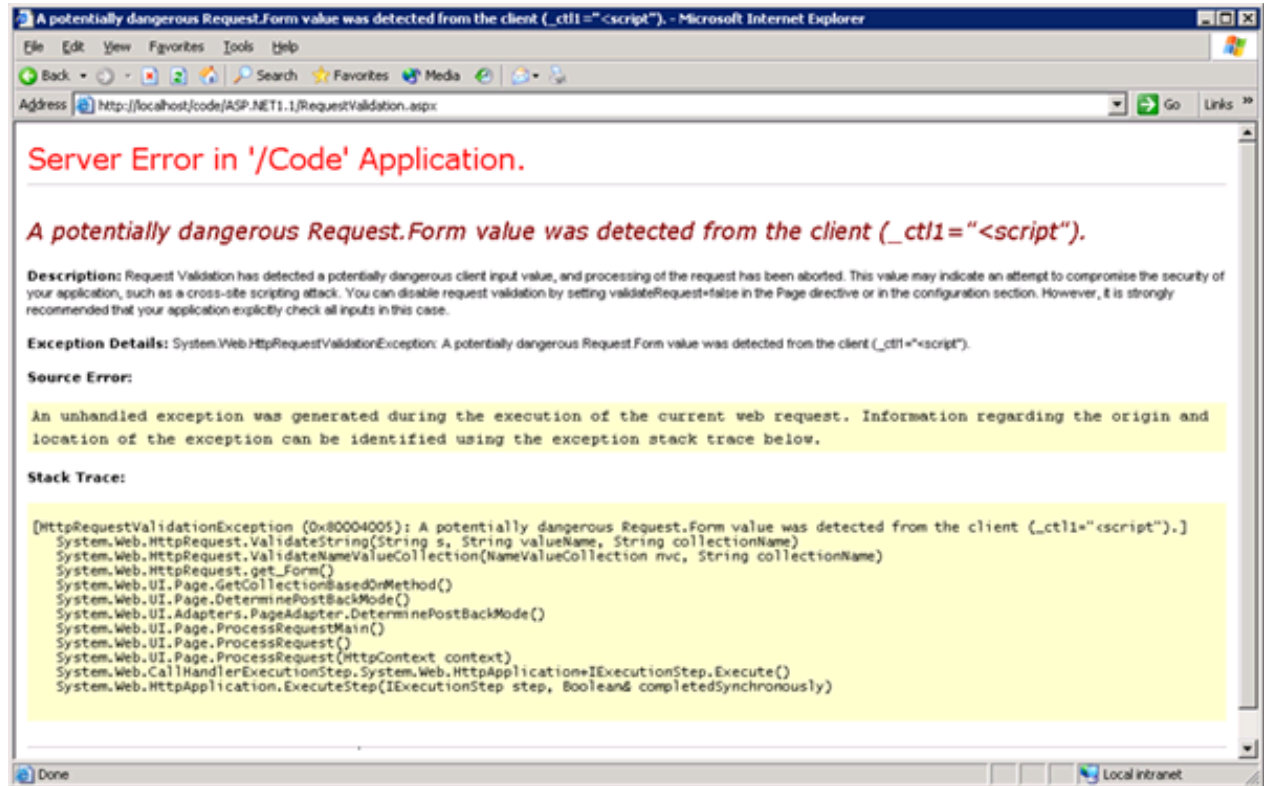 A potentially dangerous Request.Form value was detected from the client (_ctl1="<script"). - Microsoft Internet Explorer
File Edit View Favorites Tools Help
Back Search Favorites Media
Address http://localhost/code/ASP.NET1.1/RequestValidation.aspx Go Links »
Server Error in '/Code' Application.
A potentially dangerous Request.Form value was detected from the client (_ctl1="<script").
Description: Request Validation has detected a potentially dangerous client input value, and processing of the request has been aborted. This value may indicate an attempt to compromise the security of
your application, such as a cross-site scripting attack. You can disable request validation by setting validateRequest=false in the Page directive or in the configuration section. However, it is strongly
recommended that your application explicitly check all inputs in this case.
Exception Details: System.Web.HttpRequestValidationException: A potentially dangerous Request.Form value was detected from the client (_ctl1="<script").
Source Error:
An unhandled exception was generated during the execution of the current web request. Information regarding the origin and
location of the exception can be identified using the exception stack trace below.
Stack Trace:
[HttpRequestValidationException (0x80004005): A potentially dangerous Request.Form value was detected from the client (_ctl1="<script").]
System.Web.HttpRequest.ValidateString(String s, String valueName, String collectionName)
System.Web.HttpRequest.ValidateNameValueCollection(NameValueCollection nvc, String collectionName)
System.Web.HttpRequest.get_Form()
System.Web.UI.Page.GetCollectionBasedOnMethod()
System.Web.UI.Page.DeterminePostBackMode()
System.Web.UI.Adapters.PageAdapter.DeterminePostBackMode()
System.Web.UI.Page.ProcessRequestMain()
System.Web.UI.Page.ProcessRequest()
System.Web.UI.Page.ProcessRequest(HttpContext context)
System.Web.CallHandlerExecutionStep.System.Web.HttpApplication+IExecutionStep.Execute()
System.Web.HttpApplication.ExecuteStep(IExecutionStep step, Boolean& completedSynchronously)
Done Local intranet